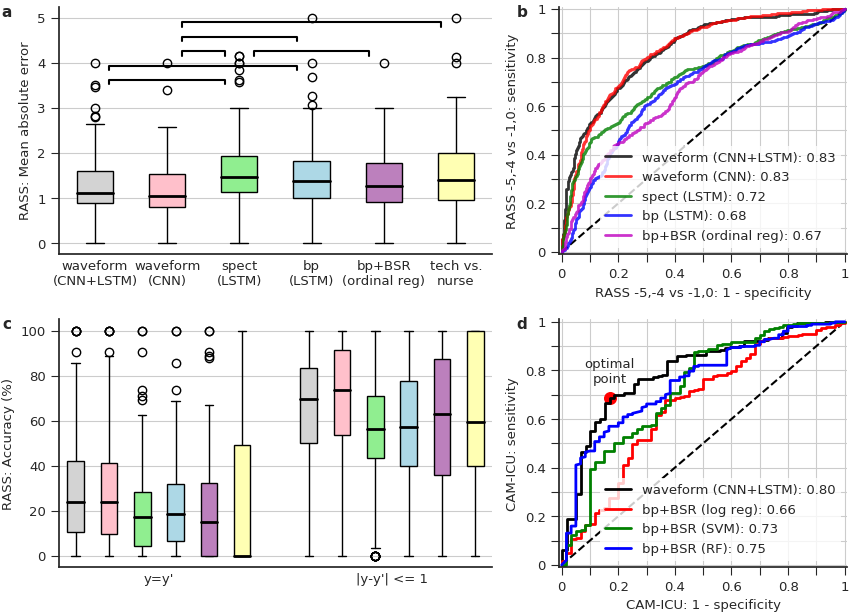 a
RASS: Mean absolute error
5
4
3
2
1
0
waveform
(CNN+LSTM)
waveform
(CNN)
spect
(LSTM)
bp
(LSTM)
bp+BSR
(ordinal reg)
tech vs.
nurse
b
RASS -5,-4 vs -1,0: sensitivity
1
0.8
0.6
0.4
0.2
0
waveform (CNN+LSTM): 0.83
waveform (CNN): 0.83
spect (LSTM): 0.72
bp (LSTM): 0.68
bp+BSR (ordinal reg): 0.67
0
0.2
0.4
0.6
0.8
1
RASS -5,-4 vs -1,0: 1 - specificity
c
RASS: Accuracy (%)
100
80
60
40
20
0
y=y'
|y-y'| <= 1
d
CAM-ICU: sensitivity
1
0.8
0.6
0.4
0.2
0
optimal
point
waveform (CNN+LSTM): 0.80
bp+BSR (log reg): 0.66
bp+BSR (SVM): 0.73
bp+BSR (RF): 0.75
0
0.2
0.4
0.6
0.8
1
CAM-ICU: 1 - specificity